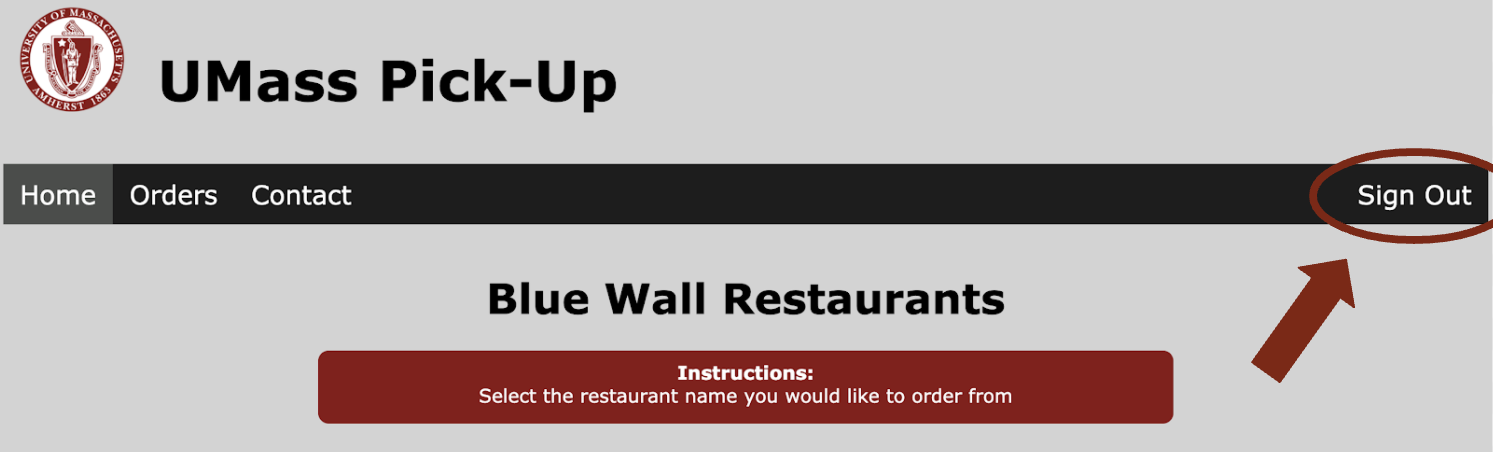 UNIVERSITY OF MASSACHUSETTS
AMHERST 1863
UMass Pick-Up
Home Orders Contact Sign Out
Blue Wall Restaurants
Instructions:
Select the restaurant name you would like to order from